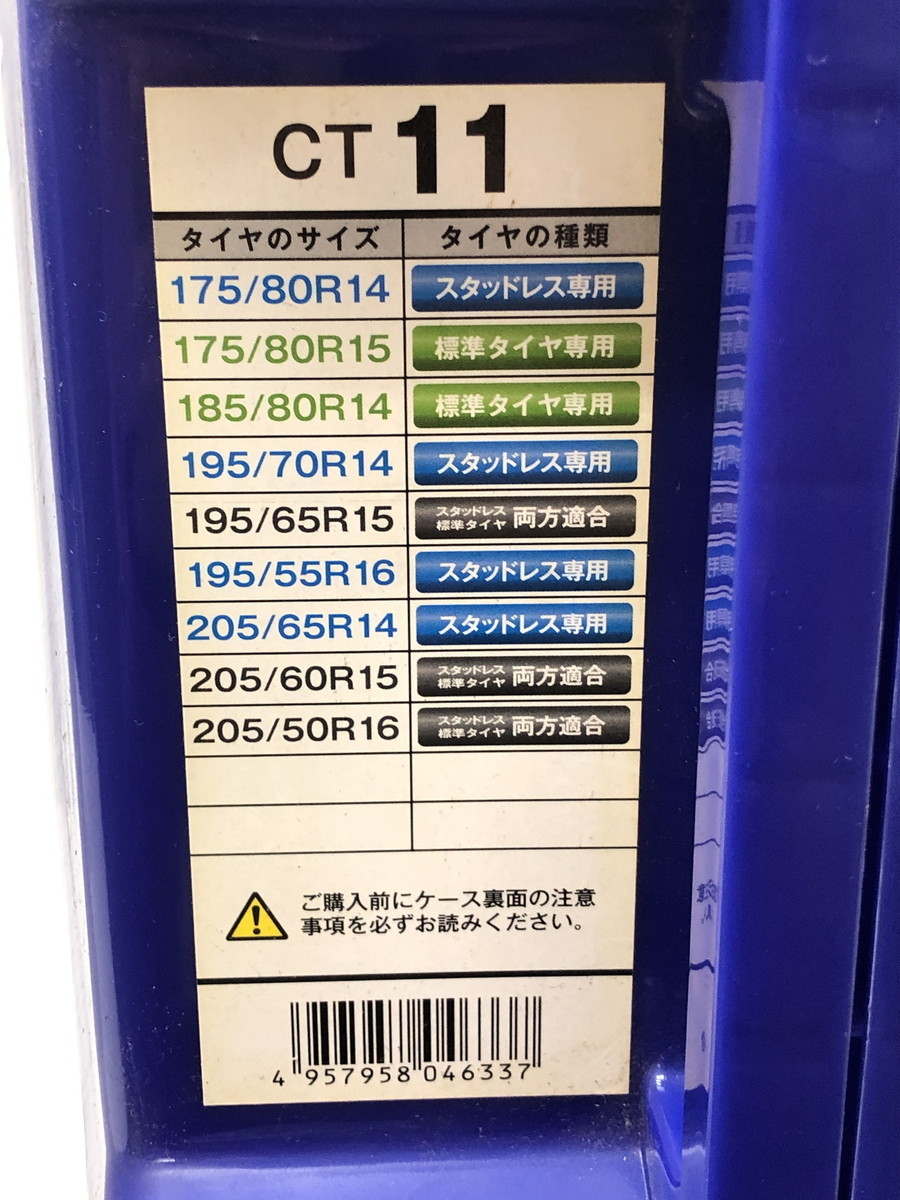 CT 11
タイヤのサイズ タイヤの種類
175/80R14 スタッドレス専用
175/80R15 標準タイヤ専用
185/80R14 標準タイヤ専用
195/70R14 スタッドレス専用
195/65R15 スタッドレス 標準タイヤ 両方適合
195/55R16 スタッドレス専用
205/65R14 スタッドレス専用
205/60R15 スタッドレス 標準タイヤ 両方適合
205/50R16 スタッドレス 標準タイヤ 両方適合
ご購入前にケース裏面の注意
事項を必ずお読みください。
4 957958 046337